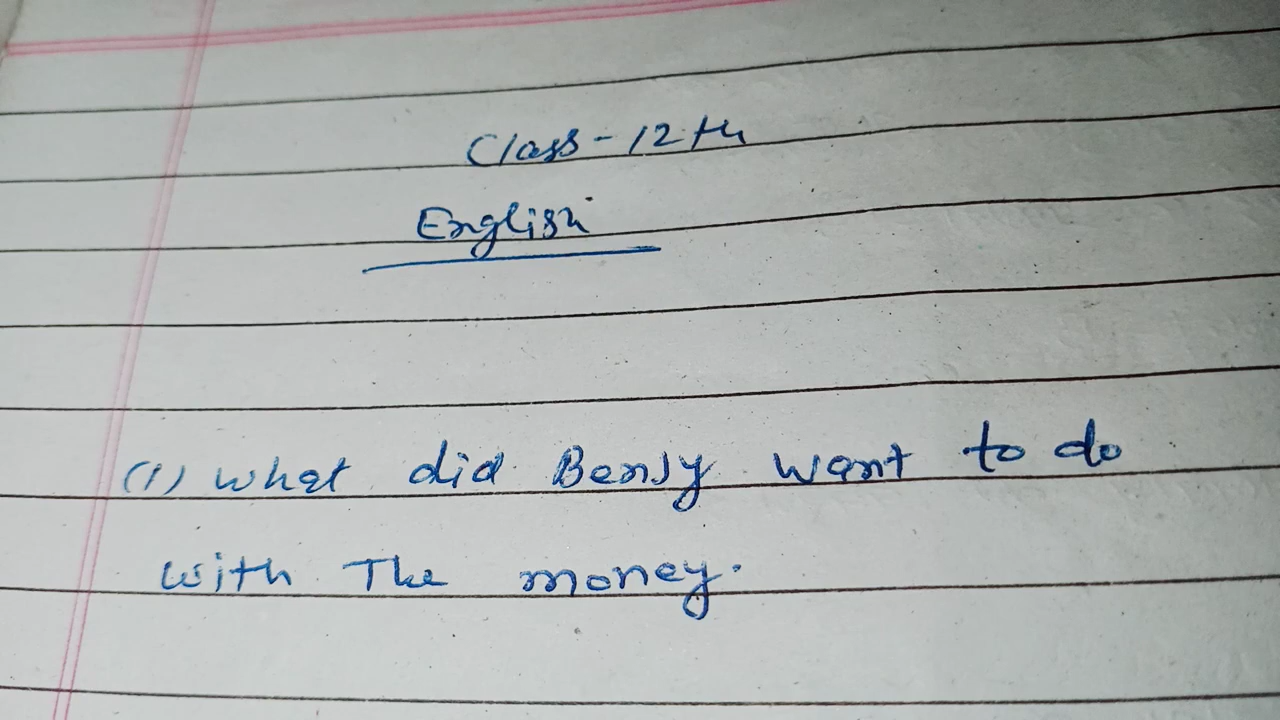 Class - 12th
English
(1) What did Benjy want to do
with The money.